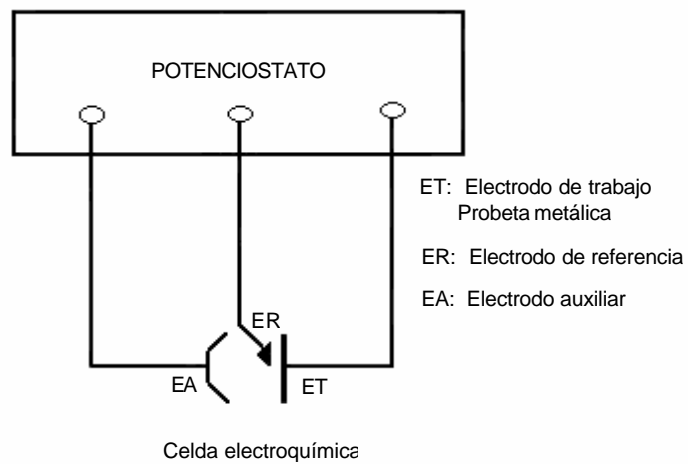 POTENCIOSTATO
ET: Electrodo de trabajo
Probeta metálica
ER: Electrodo de referencia
EA: Electrodo auxiliar
ER
EA
ET
Celda electroquímica